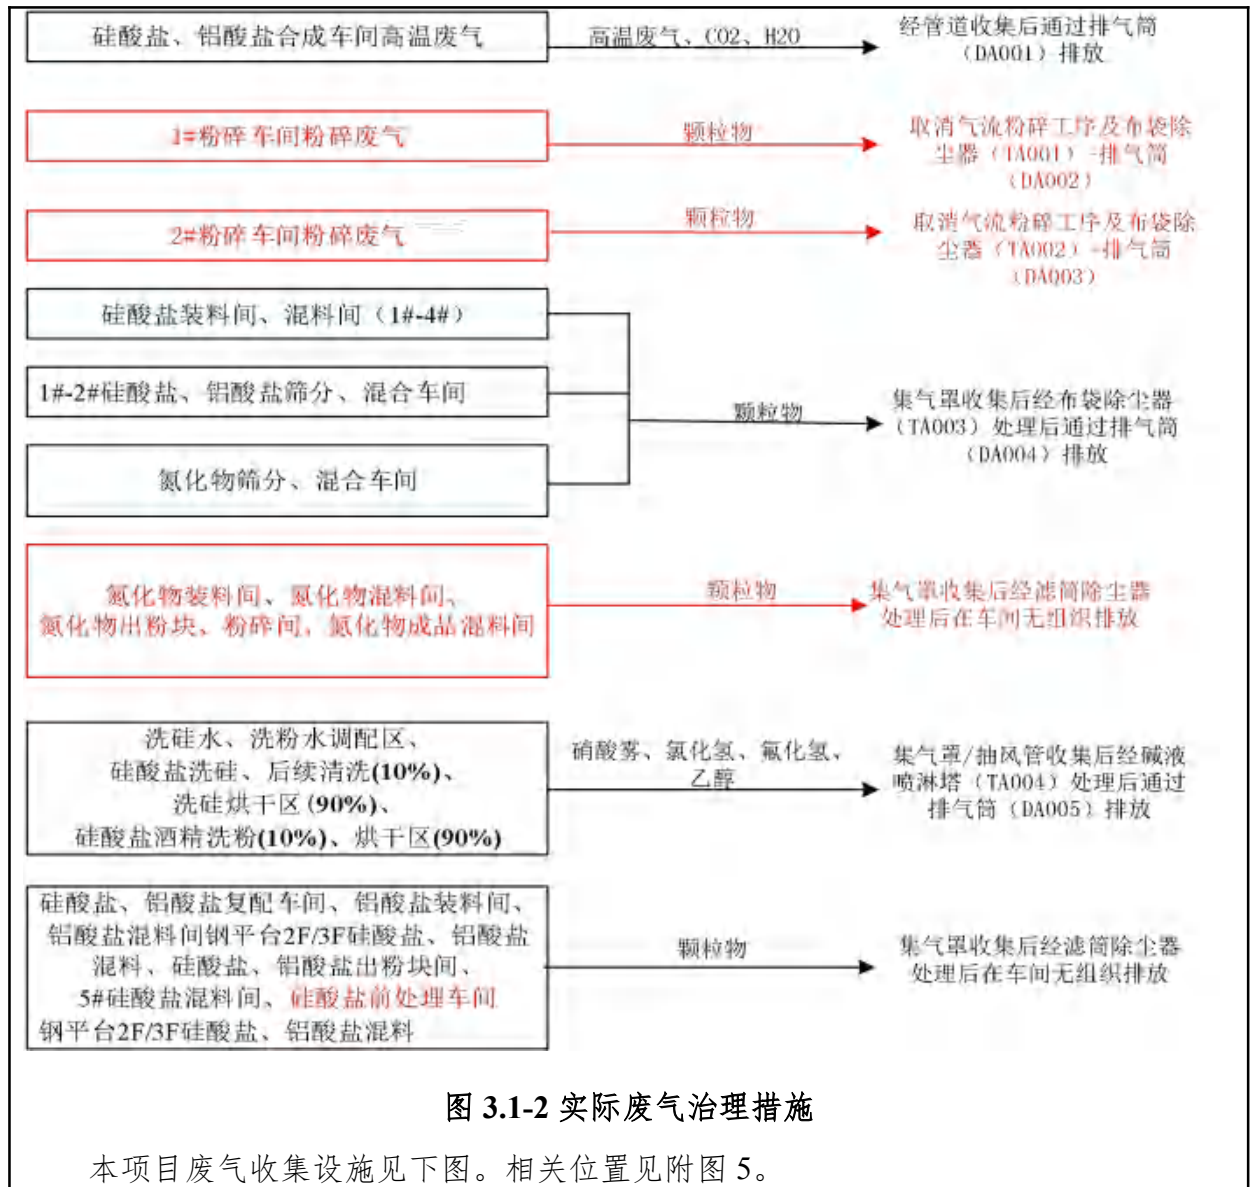 硅酸盐、铝酸盐合成车间高温废气
高温废气、CO2、H2O
经管道收集后通过排气筒
（DA001）排放
1#粉碎车间粉碎废气
颗粒物
取消气流粉碎工序及布袋除
尘器（TA001）+排气筒
（DA002）
2#粉碎车间粉碎废气
颗粒物
取消气流粉碎工序及布袋除
尘器（TA002）+排气筒
（DA003）
硅酸盐装料间、混料间（1#-4#）
1#-2#硅酸盐、铝酸盐筛分、混合车间
氮化物筛分、混合车间
颗粒物
集气罩收集后经布袋除尘器
（TA003）处理后通过排气筒
（DA004）排放
氮化物装料间、氮化物混料间、
氮化物出粉块、粉碎间，氮化物成品混料间
颗粒物
集气罩收集后经滤筒除尘器
处理后在车间无组织排放
洗硅水、洗粉水调配区、
硅酸盐洗硅、后续清洗(10%)、
洗硅烘干区(90%)、
硅酸盐酒精洗粉(10%)、烘干区(90%)
硝酸雾、氯化氢、氟化氢、
乙醇
集气罩/抽风管收集后经碱液
喷淋塔（TA004）处理后通过
排气筒（DA005）排放
硅酸盐、铝酸盐复配车间、铝酸盐装料间、
铝酸盐混料间钢平台2F/3F硅酸盐、铝酸盐
混料、硅酸盐、铝酸盐出粉块间、
5#硅酸盐混料间、硅酸盐前处理车间
钢平台2F/3F硅酸盐、铝酸盐混料
颗粒物
集气罩收集后经滤筒除尘器
处理后在车间无组织排放
图 3.1-2 实际废气治理措施
本项目废气收集设施见下图。相关位置见附图 5。